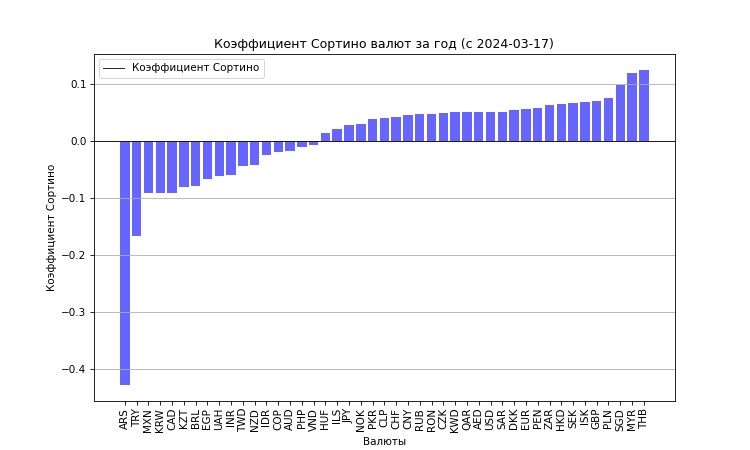 Коэффициент Сортино валют за год (с 2024-03-17)
Коэффициент Сортино
Коэффициент Сортино
0.1
0.0
−0.1
−0.2
−0.3
−0.4
ARS TRY MXN KRW CAD KZT BRL EGP UAH INR TWD NZD IDR COP AUD PHP VND HUF ILS JPY NOK PKR CLP CHF CNY RUB RON CZK KWD QAR AED USD SAR DKK EUR PEN ZAR HKD SEK ISK GBP PLN SGD MYR THB
Валюты